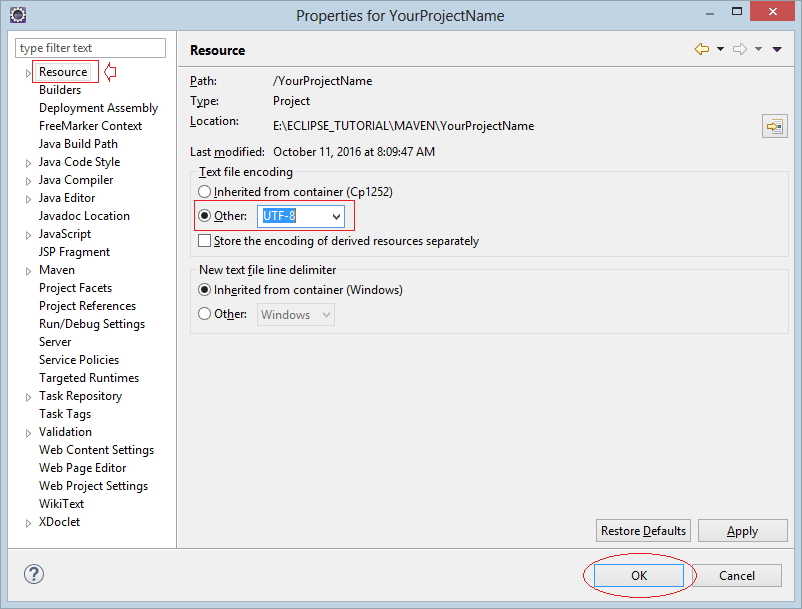 Properties for YourProjectName
type filter text
Resource
Builders
Deployment Assembly
FreeMarker Context
Java Build Path
Java Code Style
Java Compiler
Java Editor
Javadoc Location
JavaScript
JSP Fragment
Maven
Project Facets
Project References
Run/Debug Settings
Server
Service Policies
Targeted Runtimes
Task Repository
Task Tags
Validation
Web Content Settings
Web Page Editor
Web Project Settings
WikiText
XDoclet
Resource
Path: /YourProjectName
Type: Project
Location: E:\ECLIPSE_TUTORIAL\MAVEN\YourProjectName
Last modified: October 11, 2016 at 8:09:47 AM
Text file encoding
Inherited from container (Cp1252)
Other: UTF-8
Store the encoding of derived resources separately
New text file line delimiter
Inherited from container (Windows)
Other: Windows
Restore Defaults Apply
? OK Cancel